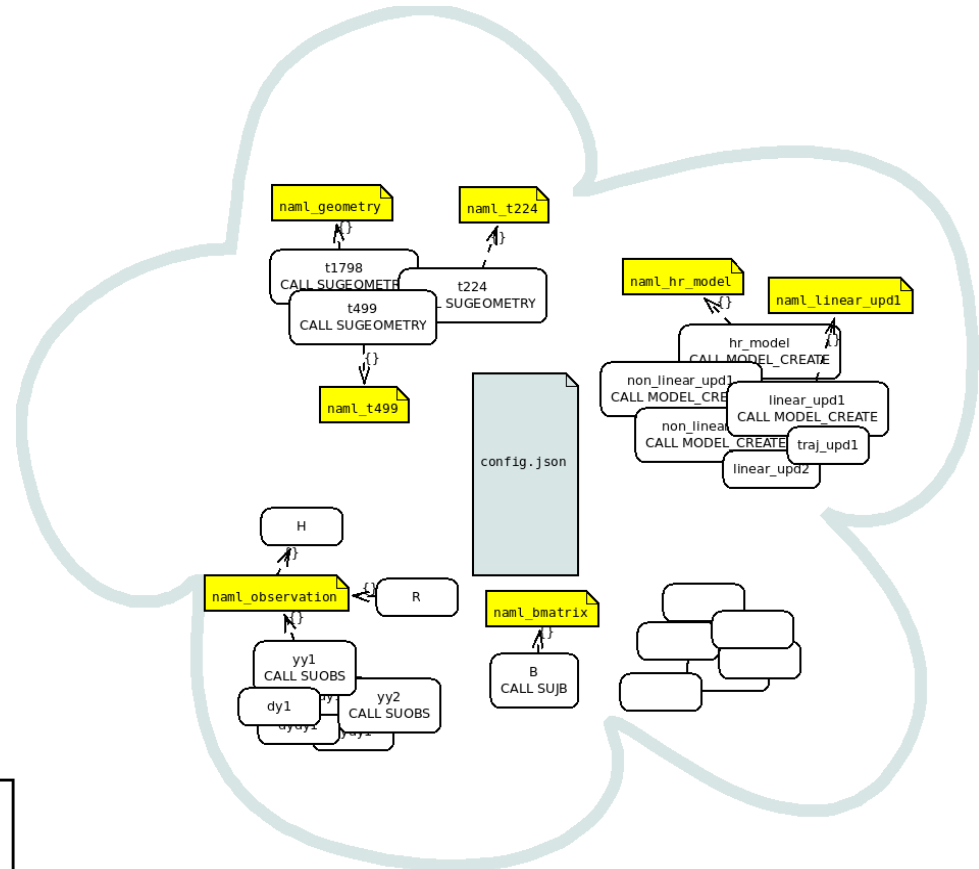 naml_geometry
{}
naml_t224
{}
t1798
CALL SUGEOMETR
t224
SUGEOMETRY
t499
CALL SUGEOMETRY
{}
naml_t499
naml_hr_model
{}
naml_linear_upd1
{}
hr_model
CALL MODEL_CREATE
non_linear_upd1
CALL MODEL_CRE
linear_upd1
CALL MODEL_CREATE
non_linear
CALL MODEL_CREATE
traj_upd1
linear_upd2
config.json
H
{}
naml_observation
{}
R
{}
yy1
CALL SUOBS
dy1
yy2
CALL SUOBS
naml_bmatrix
{}
B
CALL SUJB